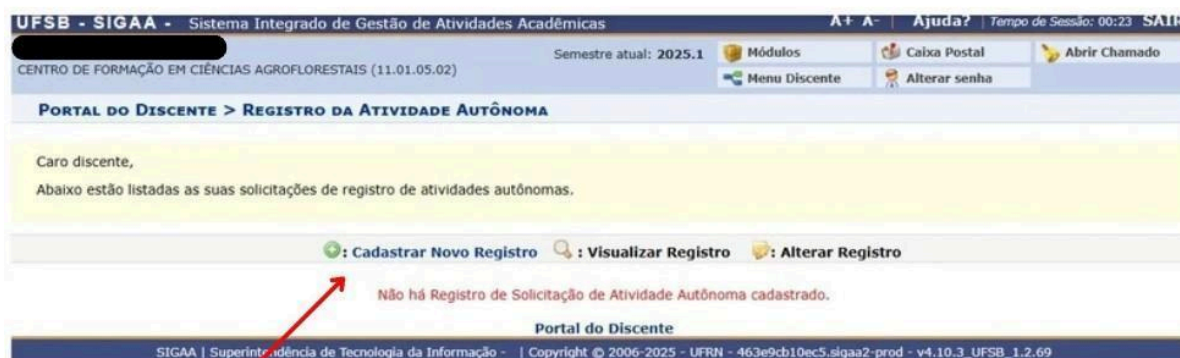 UFSB - SIGAA - Sistema Integrado de Gestão de Atividades Acadêmicas A+ A- | Ajuda? | Tempo de Sessão: 00:23 SAIR
Semestre atual: 2025.1 Módulos Caixa Postal Abrir Chamado
CENTRO DE FORMAÇÃO EM CIÊNCIAS AGROFLORESTAIS (11.01.05.02)
Menu Discente Alterar senha
PORTAL DO DISCENTE > REGISTRO DA ATIVIDADE AUTÔNOMA
Caro discente,
Abaixo estão listadas as suas solicitações de registro de atividades autônomas.
: Cadastrar Novo Registro : Visualizar Registro : Alterar Registro
Não há Registro de Solicitação de Atividade Autônoma cadastrado.
Portal do Discente
SIGAA | Superintendência de Tecnologia da Informação - | Copyright © 2006-2025 - UFRN - 463e9cb10ec5.sigaa2-prod - v4.10.3_UFSB_1.2.69